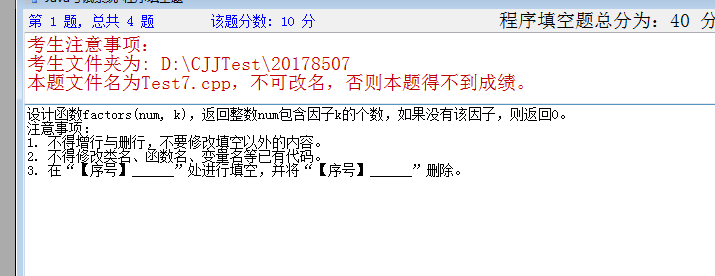 第 1 题, 总共 4 题 该题分数: 10 分 程序填空题总分为: 40 分
考生注意事项:
考生文件夹为: D:\CJJTest\20178507
本题文件名为Test7.cpp, 不可改名, 否则本题得不到成绩。
设计函数factors(num, k), 返回整数num包含因子k的个数, 如果没有该因子, 则返回0。
注意事项:
1. 不得增行与删行, 不要修改填空以外的内容。
2. 不得修改类名、函数名、变量名等已有代码。
3. 在“【序号】______”处进行填空, 并将“【序号】______”删除。